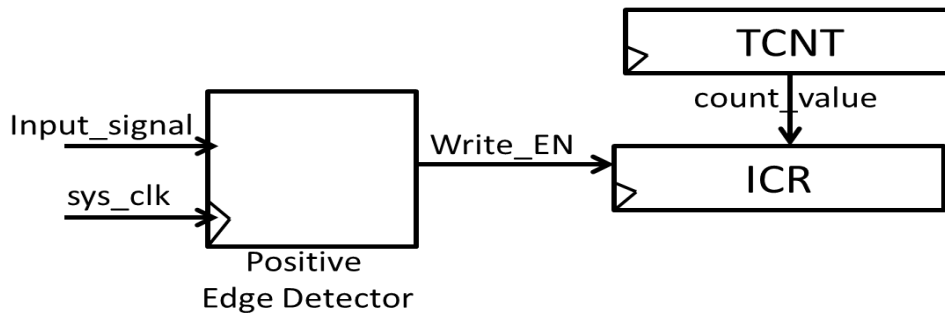 TCNT
count_value
Input_signal
Write_EN
ICR
sys_clk
Positive
Edge Detector